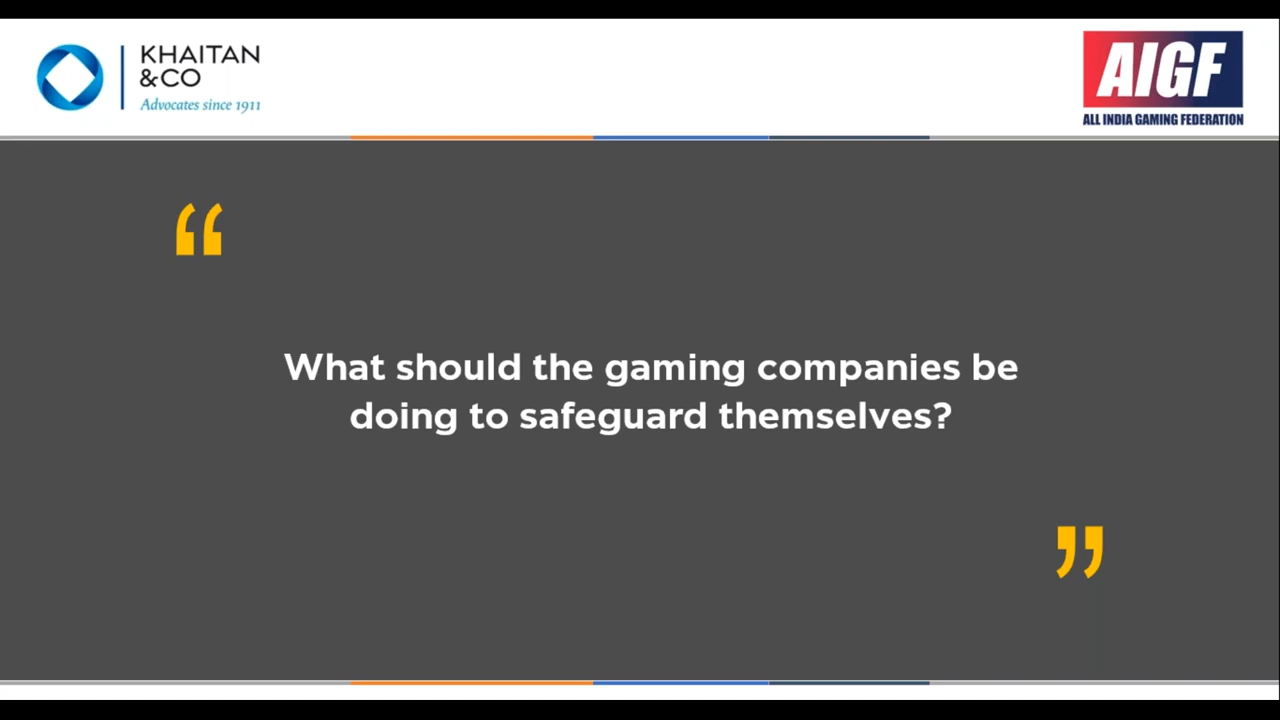 KHAITAN
&CO
Advocates since 1911
AIGF
ALL INDIA GAMING FEDERATION
“
What should the gaming companies be
doing to safeguard themselves?
”